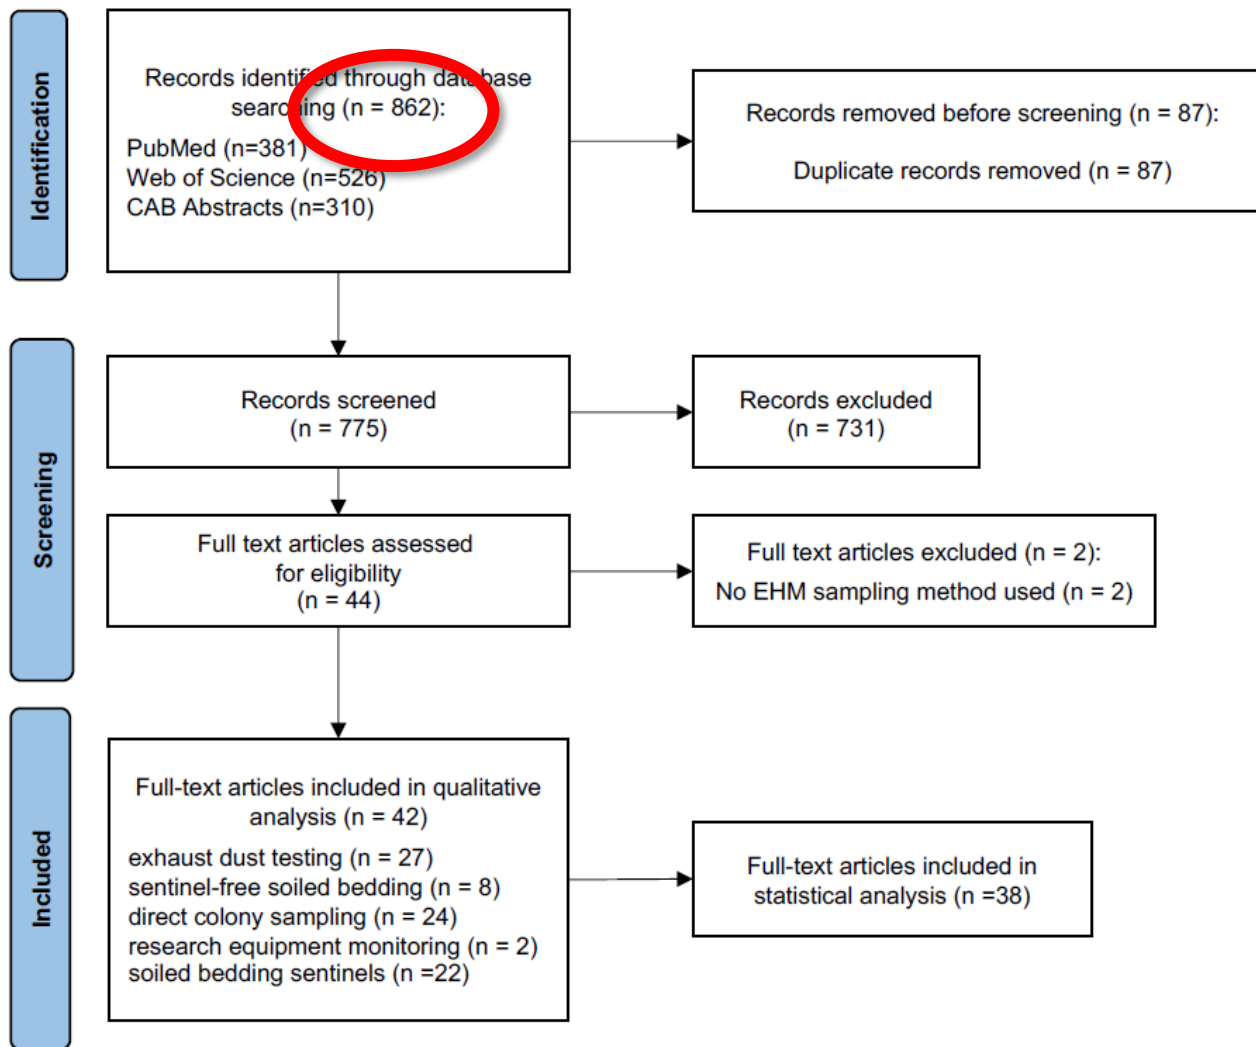 Identification
Records identified through database
searching (n = 862):
PubMed (n=381)
Web of Science (n=526)
CAB Abstracts (n=310)
Records removed before screening (n = 87):
Duplicate records removed (n = 87)
Screening
Records screened
(n = 775)
Records excluded
(n = 731)
Full text articles assessed
for eligibility
(n = 44)
Full text articles excluded (n = 2):
No EHM sampling method used (n = 2)
Included
Full-text articles included in qualitative
analysis (n = 42)
exhaust dust testing (n = 27)
sentinel-free soiled bedding (n = 8)
direct colony sampling (n = 24)
research equipment monitoring (n = 2)
soiled bedding sentinels (n =22)
Full-text articles included in
statistical analysis (n =38)